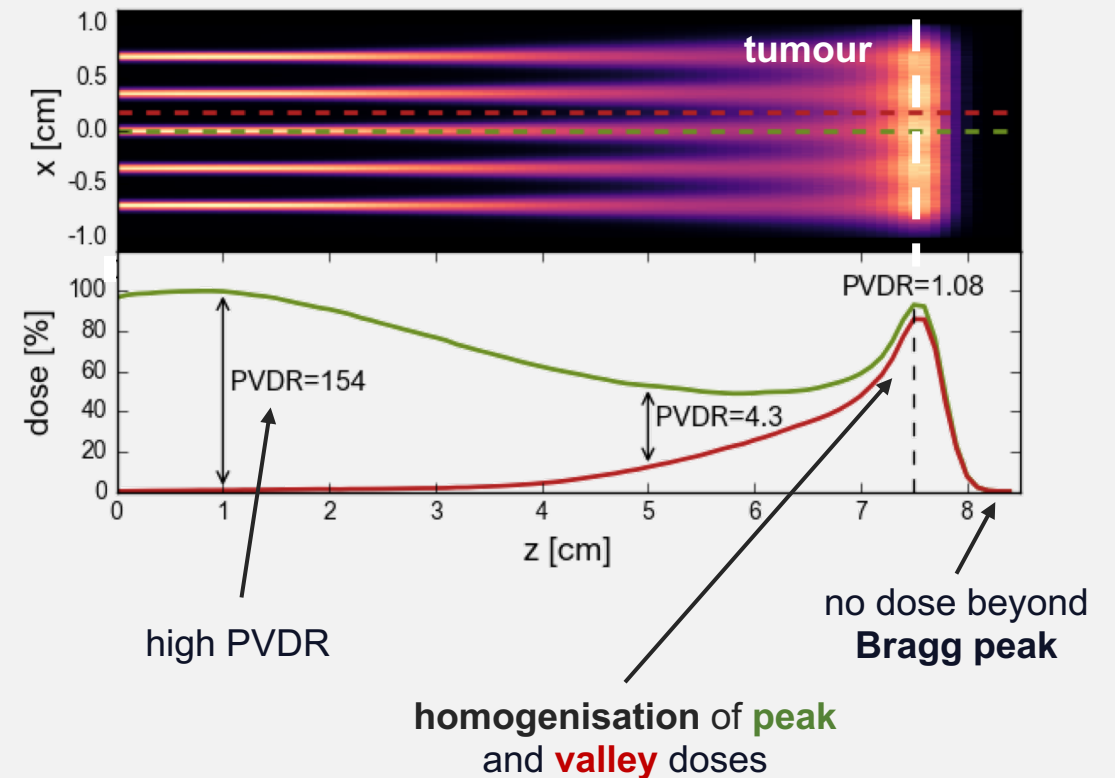 1.0
0.5
0.0
-0.5
-1.0
x [cm]
tumour
100
80
60
40
20
0
dose [%]
PVDR=154
PVDR=4.3
PVDR=1.08
0 1 2 3 4 5 6 7 8
z [cm]
high PVDR
no dose beyond
Bragg peak
homogenisation of peak
and valley doses